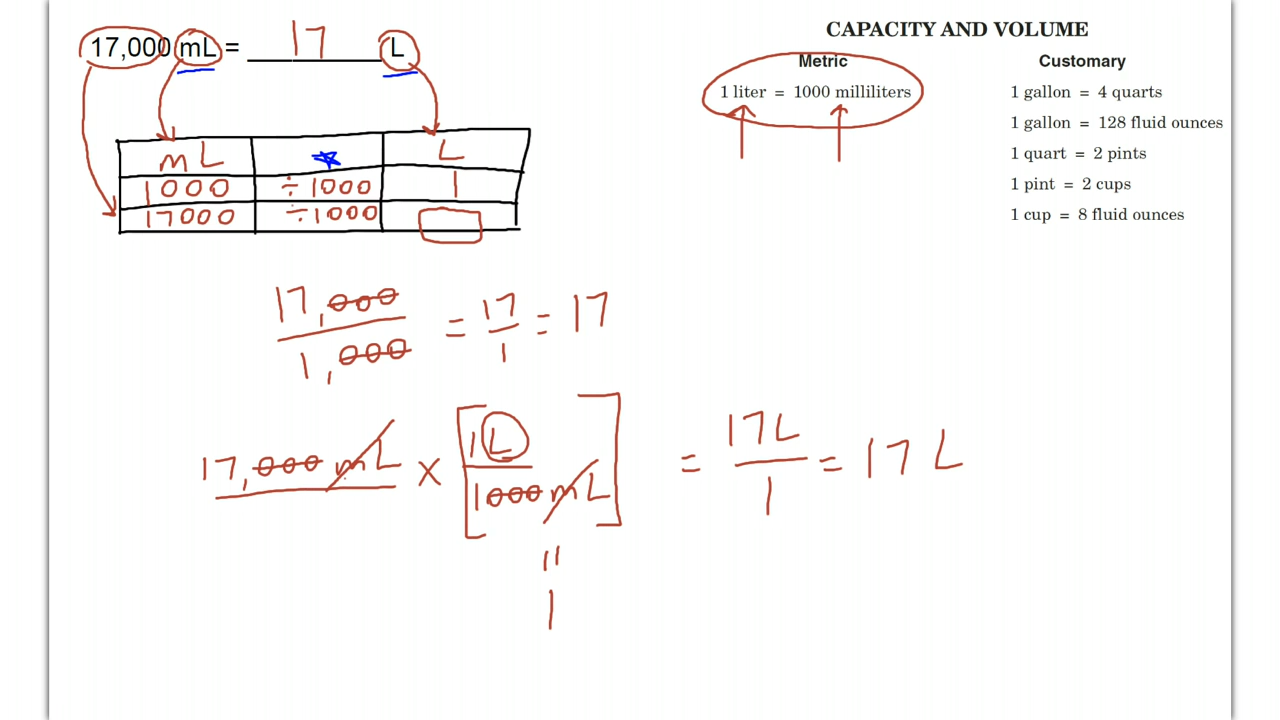 17,000 mL = 17 L
mL * L
1000 ÷1000 1
17000 ÷1000
17,000
1,000
= 17
1
= 17
17,000 mL × [1L
1000 mL]
= 17L
1
= 17 L
"
1
CAPACITY AND VOLUME
Metric
1 liter = 1000 milliliters
Customary
1 gallon = 4 quarts
1 gallon = 128 fluid ounces
1 quart = 2 pints
1 pint = 2 cups
1 cup = 8 fluid ounces